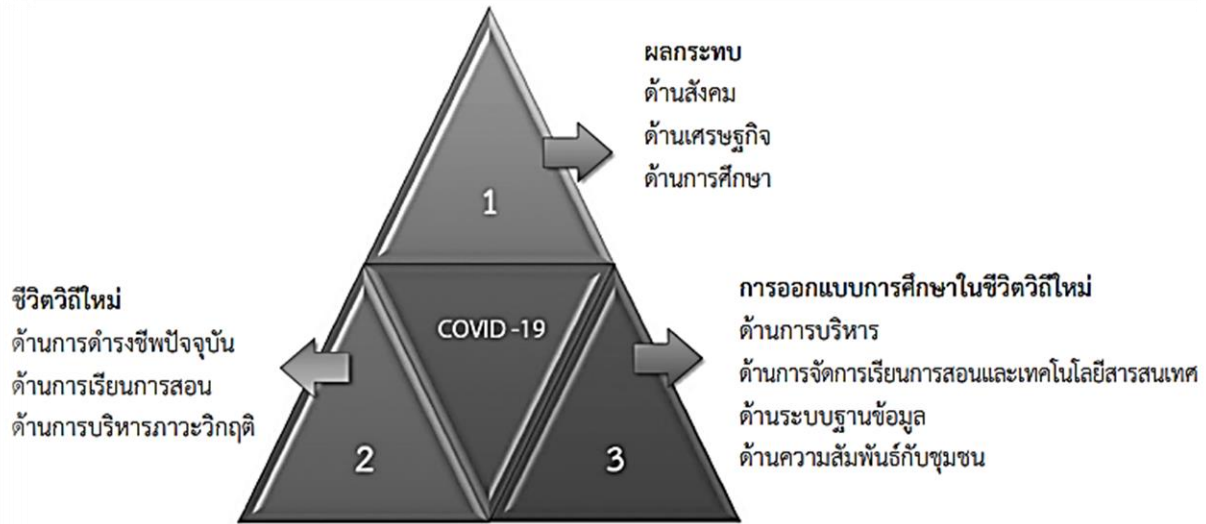 ผลกระทบ
ด้านสังคม
ด้านเศรษฐกิจ
ด้านการศึกษา
1
ชีวิตวิถีใหม่
ด้านการดำรงชีพปัจจุบัน
ด้านการเรียนการสอน
ด้านการบริหารภาวะวิกฤติ
2
COVID -19
3
การออกแบบการศึกษาในชีวิตวิถีใหม่
ด้านการบริหาร
ด้านการจัดการเรียนการสอนและเทคโนโลยีสารสนเทศ
ด้านระบบฐานข้อมูล
ด้านความสัมพันธ์กับชุมชน